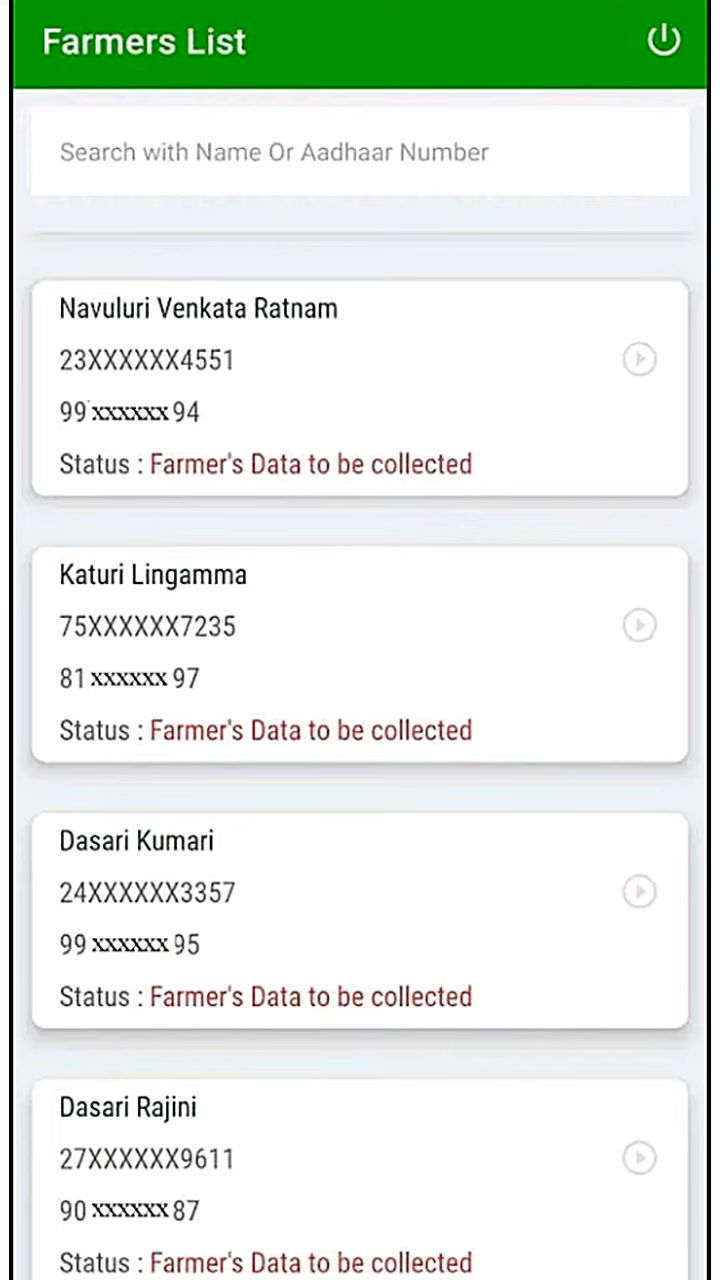 Farmers List
Search with Name Or Aadhaar Number
Navuluri Venkata Ratnam
23XXXXXX4551
99 xxxxxx 94
Status : Farmer's Data to be collected
Katuri Lingamma
75XXXXXX7235
81 xxxxxx 97
Status : Farmer's Data to be collected
Dasari Kumari
24XXXXXX3357
99 xxxxxx 95
Status : Farmer's Data to be collected
Dasari Rajini
27XXXXXX9611
90 xxxxxx 87
Status : Farmer's Data to be collected